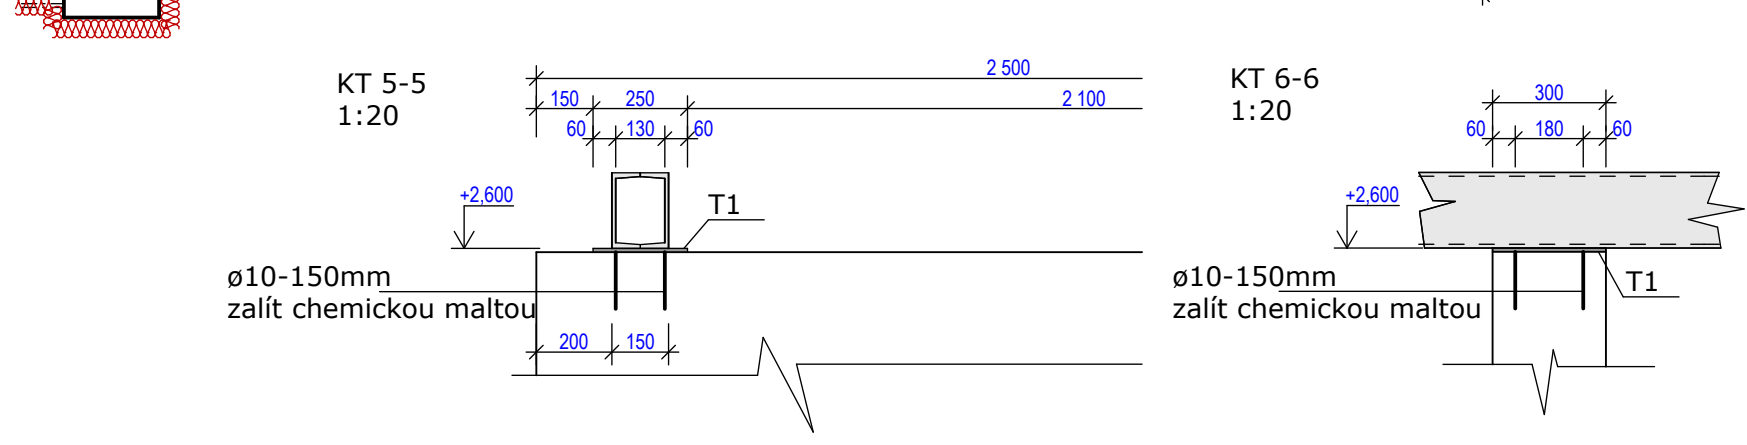 KT 5-5
1:20
2 500
150 250 2 100
60 130 60
+2,600
T1
ø10-150mm
zalít chemickou maltou
200 150
KT 6-6
1:20
300
60 180 60
+2,600
ø10-150mm
zalít chemickou maltou
T1